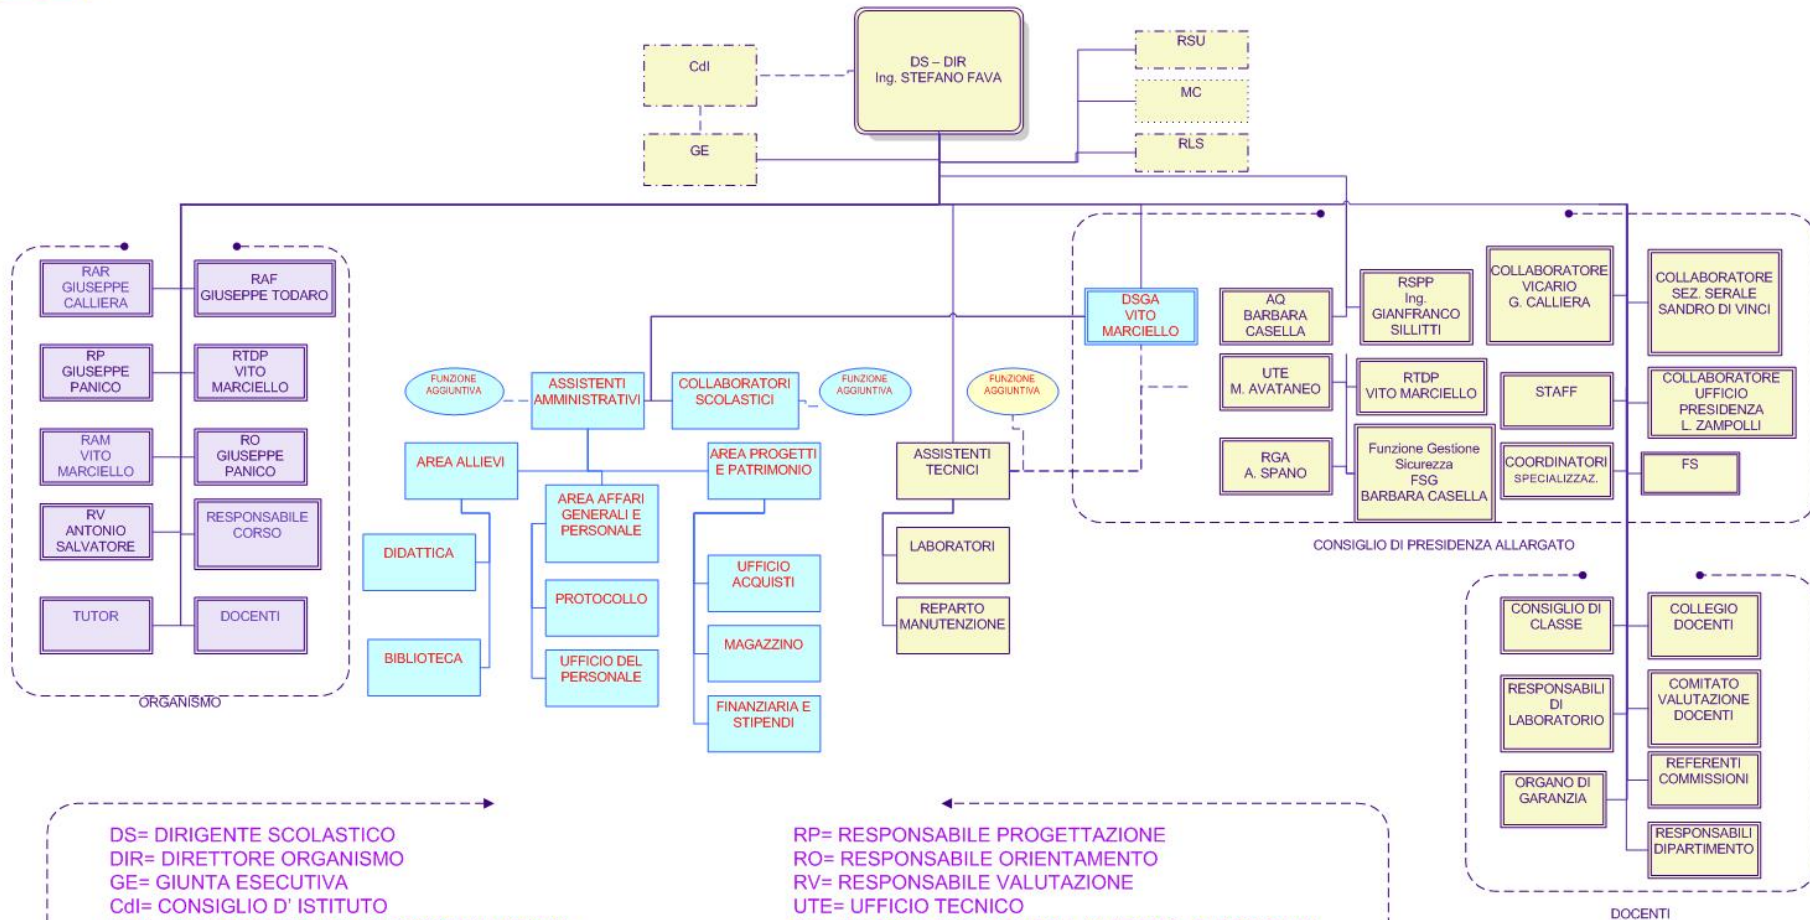 DS – DIR
Ing. STEFANO FAVA
CdI
GE
RSU
MC
RLS
RAR
GIUSEPPE
CALLIERA
RAF
GIUSEPPE TODARO
RP
GIUSEPPE
PANICO
RTDP
VITO
MARCIELLO
RAM
VITO
MARCIELLO
RO
GIUSEPPE
PANICO
RV
ANTONIO
SALVATORE
RESPONSABILE
CORSO
TUTOR
DOCENTI
ORGANISMO
FUNZIONE
AGGIUNTIVA
ASSISTENTI
AMMINISTRATIVI
COLLABORATORI
SCOLASTICI
FUNZIONE
AGGIUNTIVA
FUNZIONE
AGGIUNTIVA
AREA ALLIEVI
AREA AFFARI
GENERALI E
PERSONALE
AREA PROGETTI
E PATRIMONIO
DIDATTICA
BIBLIOTECA
PROTOCOLLO
UFFICIO DEL
PERSONALE
UFFICIO
ACQUISTI
MAGAZZINO
FINANZIARIA E
STIPENDI
ASSISTENTI
TECNICI
LABORATORI
REPARTO
MANUTENZIONE
DSGA
VITO
MARCIELLO
AQ
BARBARA
CASELLA
RSPP
Ing.
GIANFRANCO
SILLITTI
COLLABORATORE
VICARIO
G. CALLIERA
COLLABORATORE
SEZ. SERALE
SANDRO DI VINCI
UTE
M. AVATANEO
RTDP
VITO MARCIELLO
STAFF
COLLABORATORE
UFFICIO
PRESIDENZA
L. ZAMPOLLI
RGA
A. SPANO
Funzione Gestione
Sicurezza
FSG
BARBARA CASELLA
COORDINATORI
SPECIALIZZAZ.
FS
CONSIGLIO DI PRESIDENZA ALLARGATO
CONSIGLIO DI
CLASSE
COLLEGIO
DOCENTI
RESPONSABILI
DI
LABORATORIO
COMITATO
VALUTAZIONE
DOCENTI
ORGANO DI
GARANZIA
REFERENTI
COMMISSIONI
RESPONSABILI
DIPARTIMENTO
DOCENTI
DS= DIRIGENTE SCOLASTICO
DIR= DIRETTORE ORGANISMO
GE= GIUNTA ESECUTIVA
CdI= CONSIGLIO D' ISTITUTO
RP= RESPONSABILE PROGETTAZIONE
RO= RESPONSABILE ORIENTAMENTO
RV= RESPONSABILE VALUTAZIONE
UTE= UFFICIO TECNICO